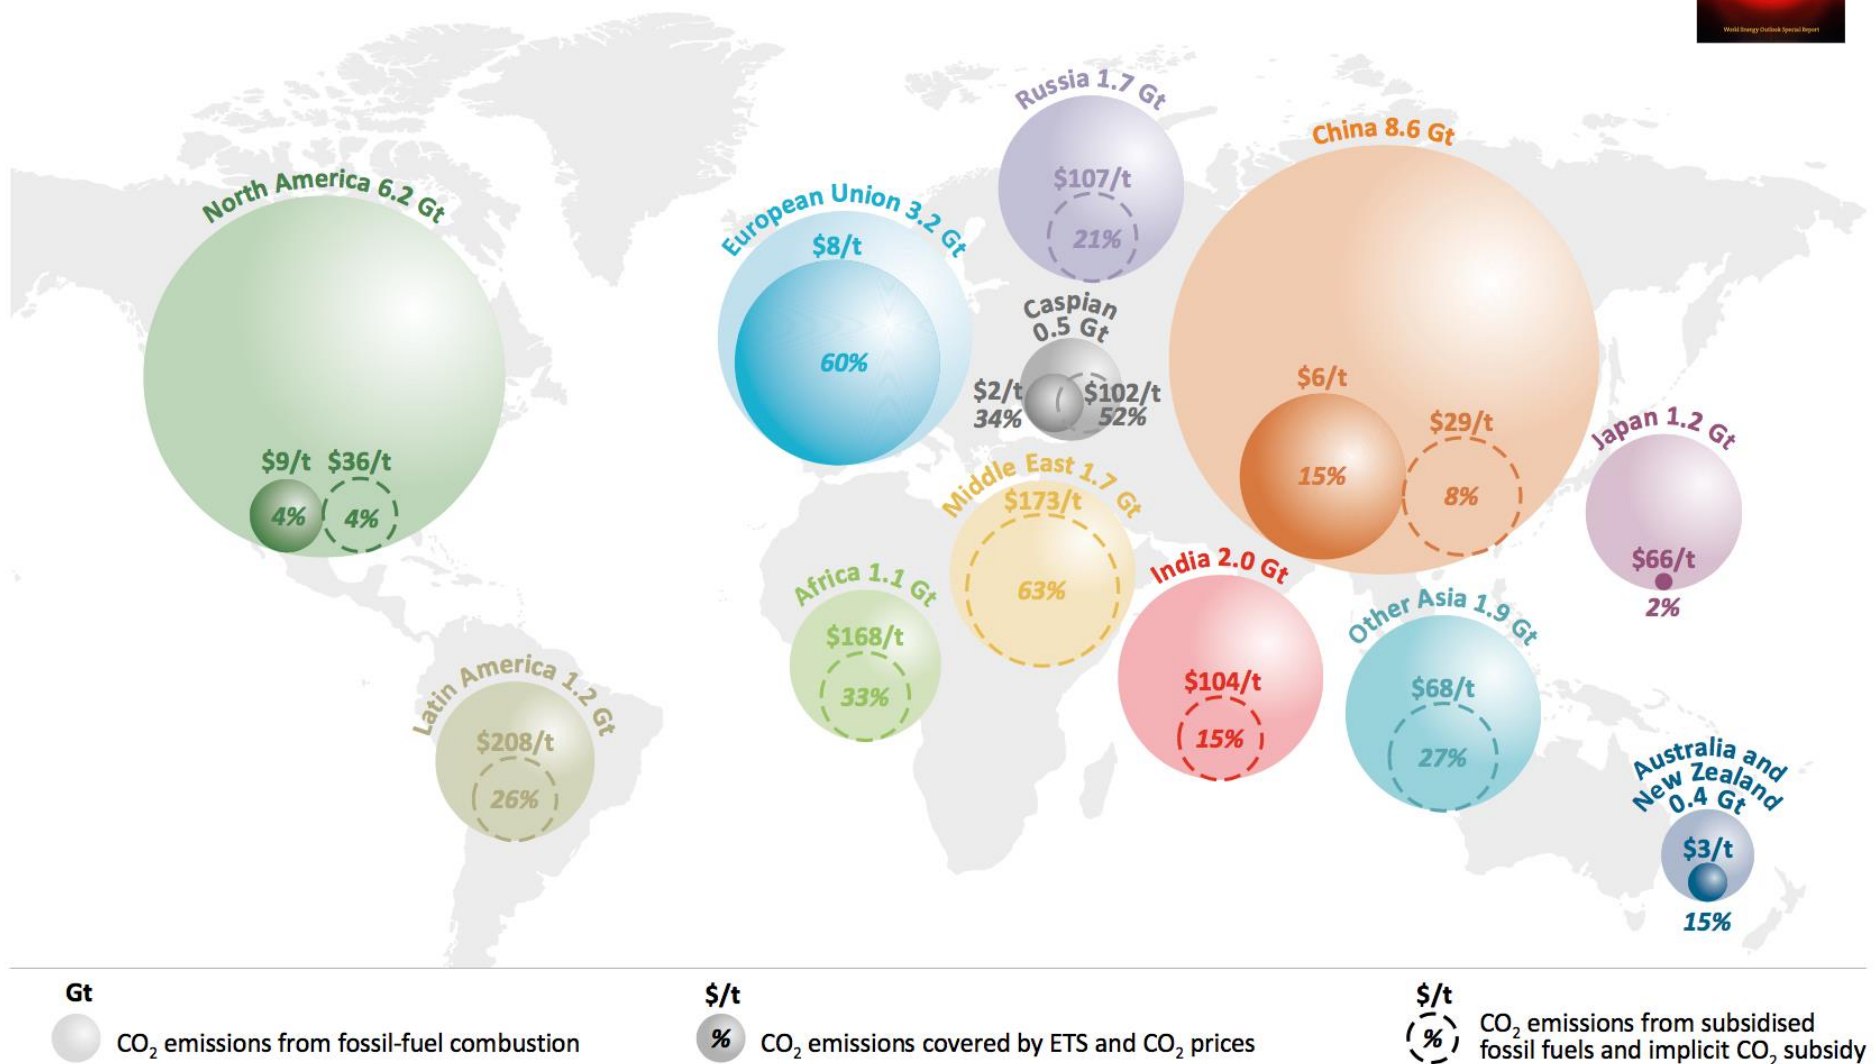 World Energy Outlook Special Report
Russia 1.7 Gt
$107/t
21%
China 8.6 Gt
$6/t
15%
$29/t
8%
North America 6.2 Gt
$9/t
4%
$36/t
4%
European Union 3.2 Gt
$8/t
60%
Caspian
0.5 Gt
$2/t
34%
$102/t
52%
Japan 1.2 Gt
$66/t
2%
Middle East 1.7 Gt
$173/t
63%
Africa 1.1 Gt
$168/t
33%
India 2.0 Gt
$104/t
15%
Other Asia 1.9 Gt
$68/t
27%
Latin America 1.2 Gt
$208/t
26%
Australia and
New Zealand
0.4 Gt
$3/t
15%
Gt
CO₂ emissions from fossil-fuel combustion
$/t
%
CO₂ emissions covered by ETS and CO₂ prices
$/t
%
CO₂ emissions from subsidised
fossil fuels and implicit CO₂ subsidy